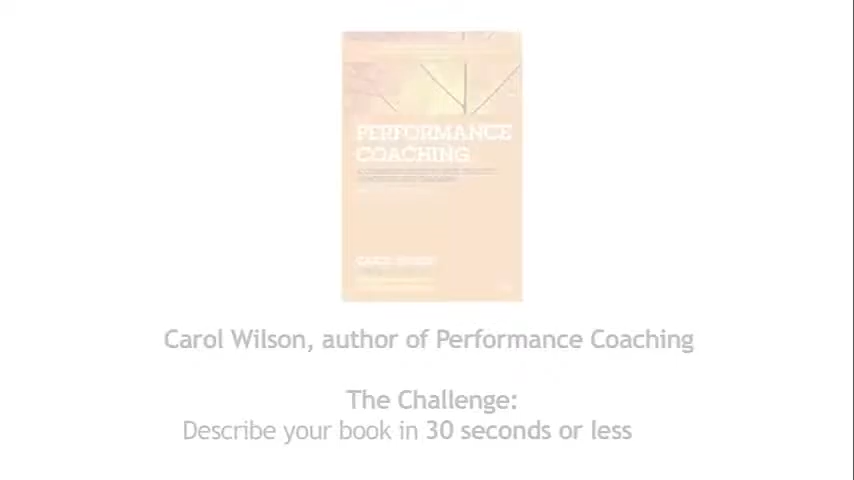 PERFORMANCE
COACHING
Carol Wilson, author of Performance Coaching
The Challenge:
Describe your book in 30 seconds or less